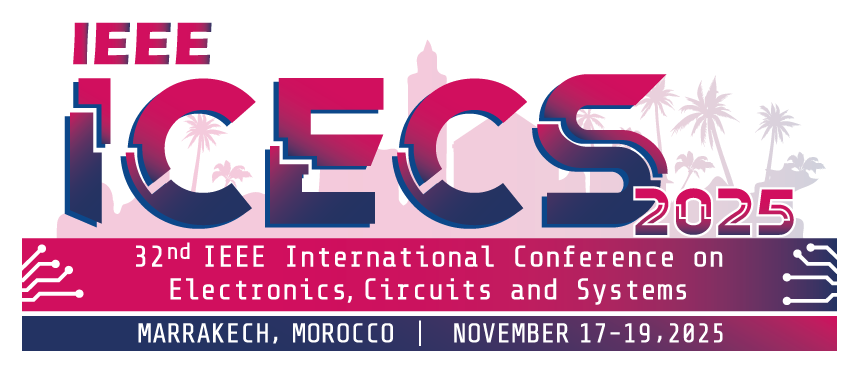 IEEE
ICECS
2025
32nd IEEE International Conference on
Electronics, Circuits and Systems
MARRAKECH, MOROCCO | NOVEMBER 17-19,2025